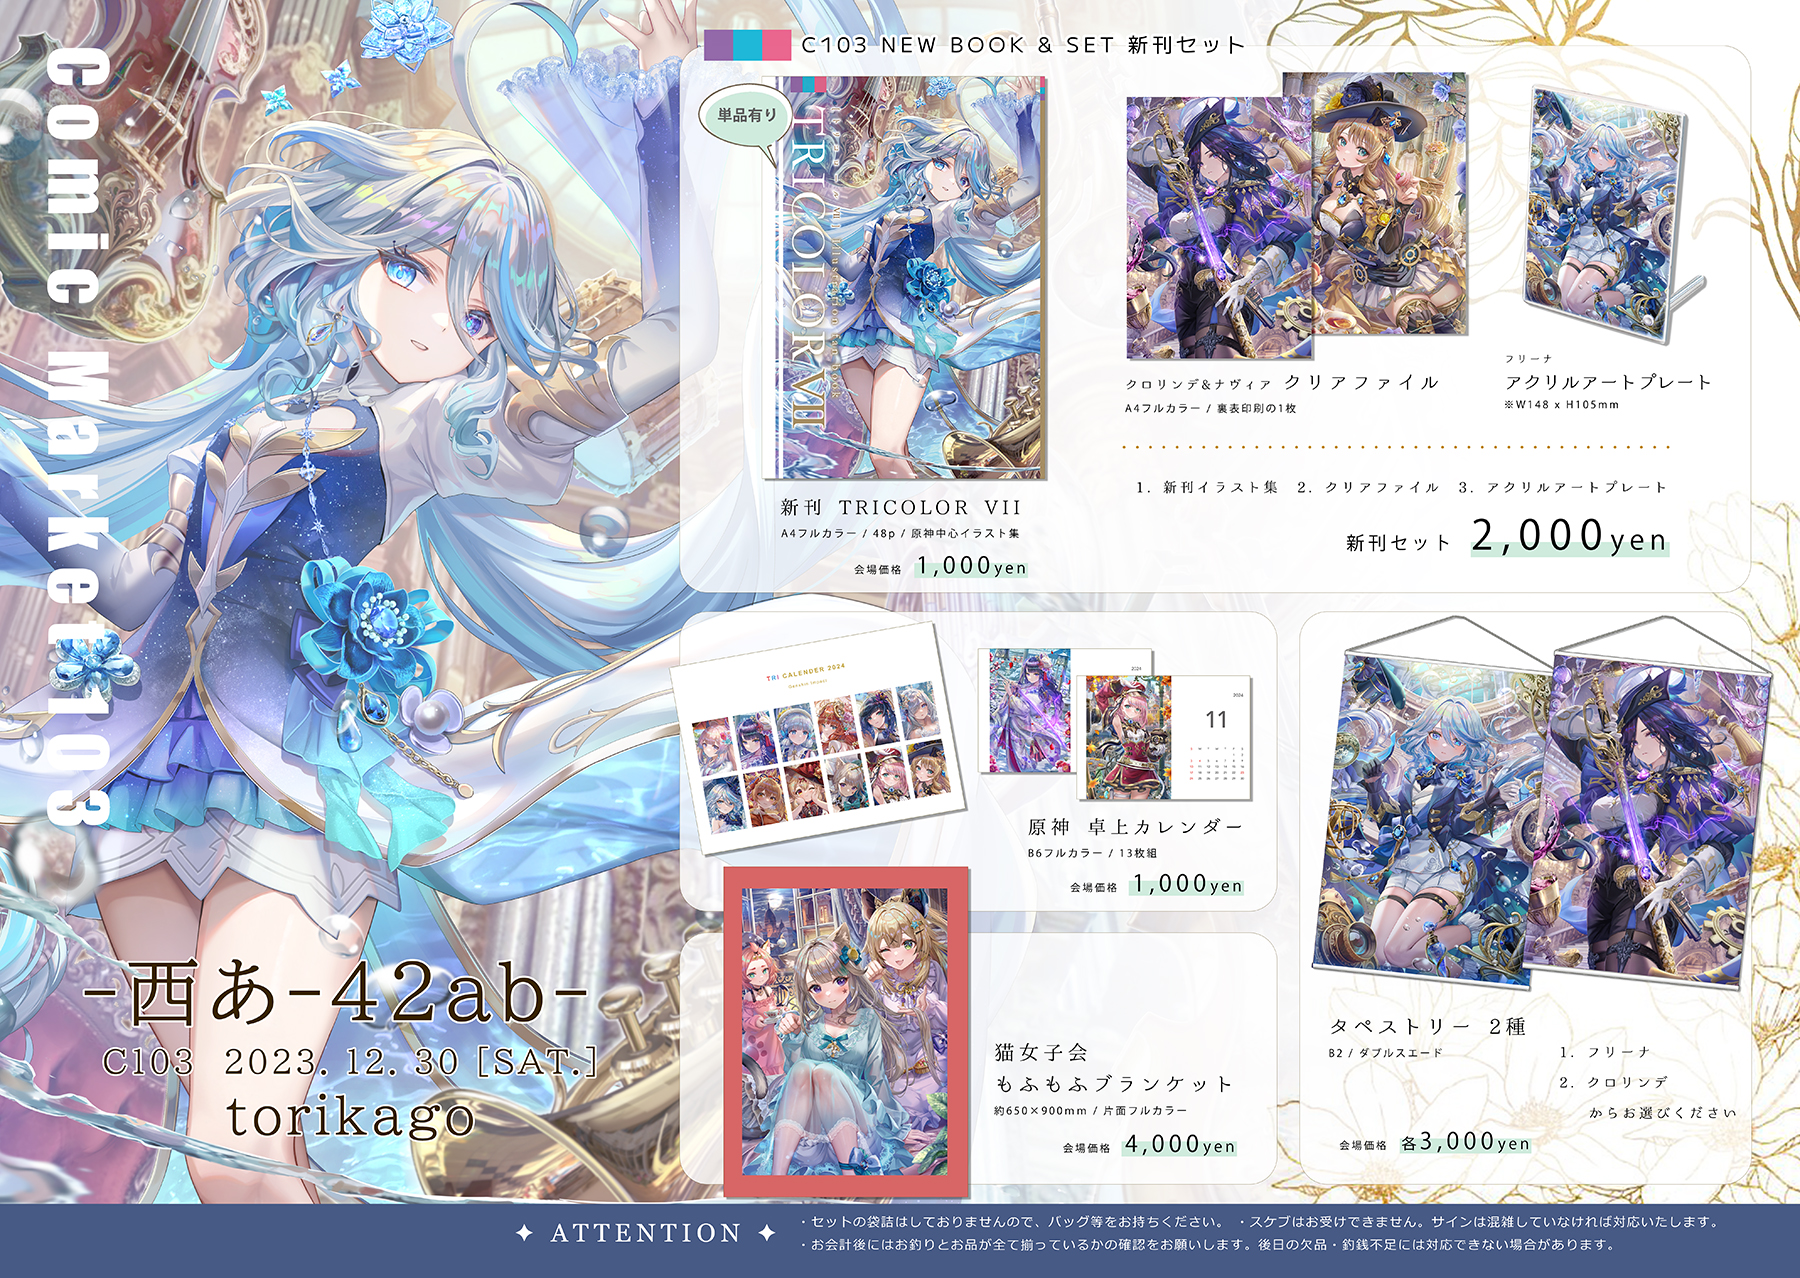 Comic Market103
-西あ-42ab-
C103 2023. 12. 30 [SAT.]
torikago
C103 NEW BOOK & SET 新刊セット
単品有り
TRICOLOR VII
新刊 TRICOLOR VII
A4フルカラー / 48p / 原神中心イラスト集
会場価格 1,000yen
クロリンデ&ナヴィア クリアファイル
A4フルカラー / 裏表印刷の1枚
フリーナ
アクリルアートプレート
※W148 x H105mm
1. 新刊イラスト集 2. クリアファイル 3. アクリルアートプレート
新刊セット 2,000yen
TRI CALENDER 2024
Genshin Impact
2024
2024
11
原神 卓上カレンダー
B6フルカラー / 13枚組
会場価格 1,000yen
猫女子会
もふもふブランケット
約650×900mm / 片面フルカラー
会場価格 4,000yen
タペストリー 2種
B2 / ダブルスエード
1. フリーナ
2. クロリンデ
からお選びください
会場価格 各3,000yen
✦ ATTENTION ✦
・セットの袋詰はしておりませんので、バッグ等をお持ちください。 ・スケブはお受けできません。サインは混雑していなければ対応いたします。
・お会計後にはお釣りとお品が全て揃っているかの確認をお願いします。後日の欠品・釣銭不足には対応できない場合があります。